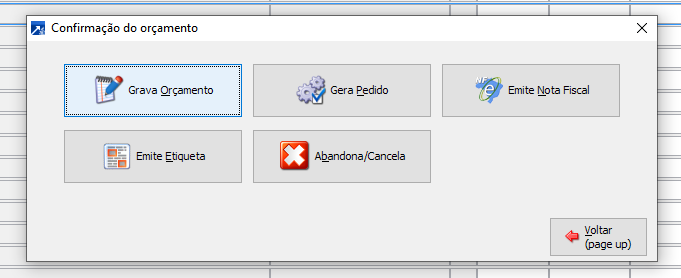 Confirmação do orçamento
Grava Orçamento
Gera Pedido
Emite Nota Fiscal
Emite Etiqueta
Abandona/Cancela
Voltar
(page up)